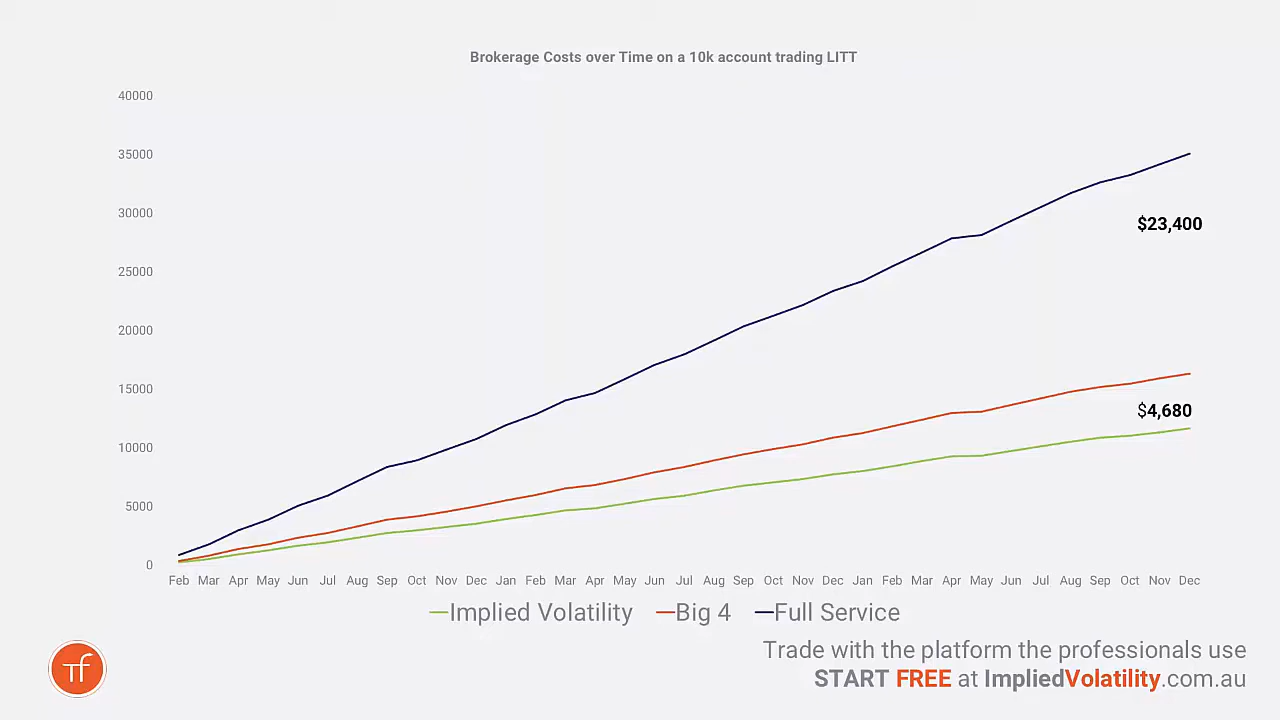 Brokerage Costs over Time on a 10k account trading LITT
40000
35000
30000
25000
20000
15000
10000
5000
0
$23,400
$4,680
Feb Mar Apr May Jun Jul Aug Sep Oct Nov Dec Jan Feb Mar Apr May Jun Jul Aug Sep Oct Nov Dec Jan Feb Mar Apr May Jun Jul Aug Sep Oct Nov Dec
Implied Volatility Big 4 Full Service
Trade with the platform the professionals use
START FREE at ImpliedVolatility.com.au
TF